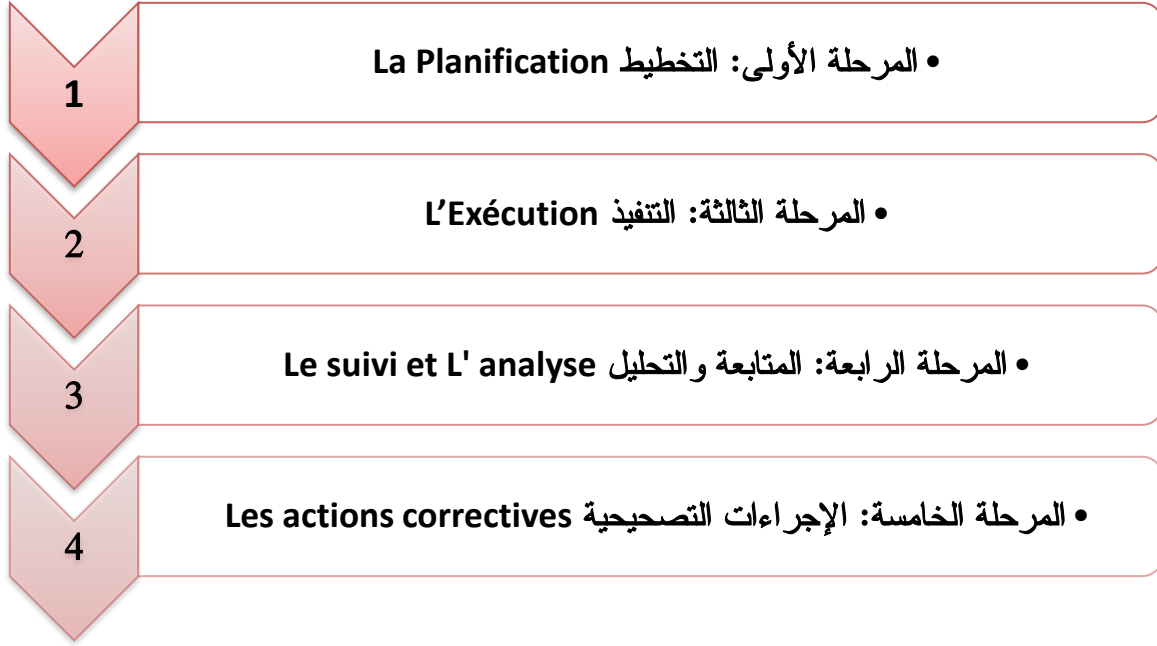 1
• المرحلة الأولى: التخطيط La Planification
2
• المرحلة الثالثة: التنفيذ L’Exécution
3
• المرحلة الرابعة: المتابعة والتحليل Le suivi et L' analyse
4
• المرحلة الخامسة: الإجراءات التصحيحية Les actions correctives